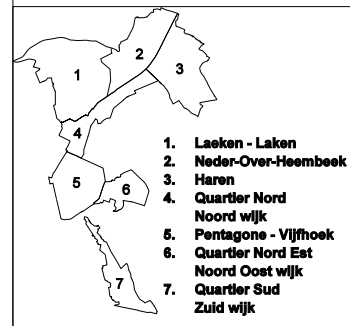 1
2
3
4
5
6
7
1. Laeken - Laken
2. Neder-Over-Heembeek
3. Haren
4. Quartier Nord
Noord wijk
5. Pentagone - Vijfhoek
6. Quartier Nord Est
Noord Oost wijk
7. Quartier Sud
Zuid wijk